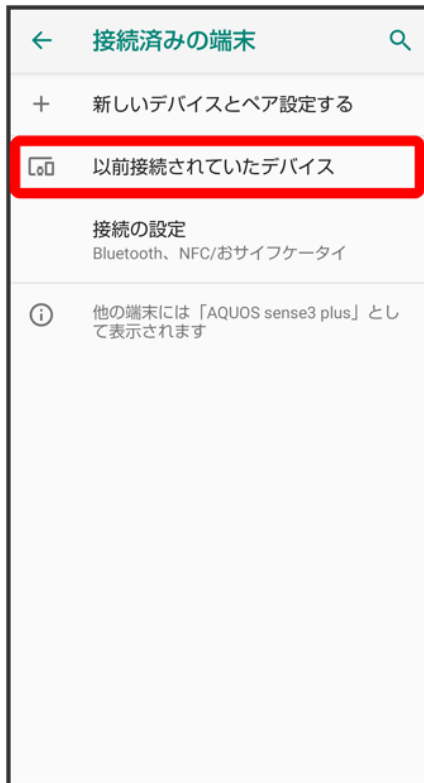 接続済みの端末
新しいデバイスとペア設定する
以前接続されていたデバイス
接続の設定
Bluetooth、NFC/おサイフケータイ
他の端末には「AQUOS sense3 plus」とし
て表示されます